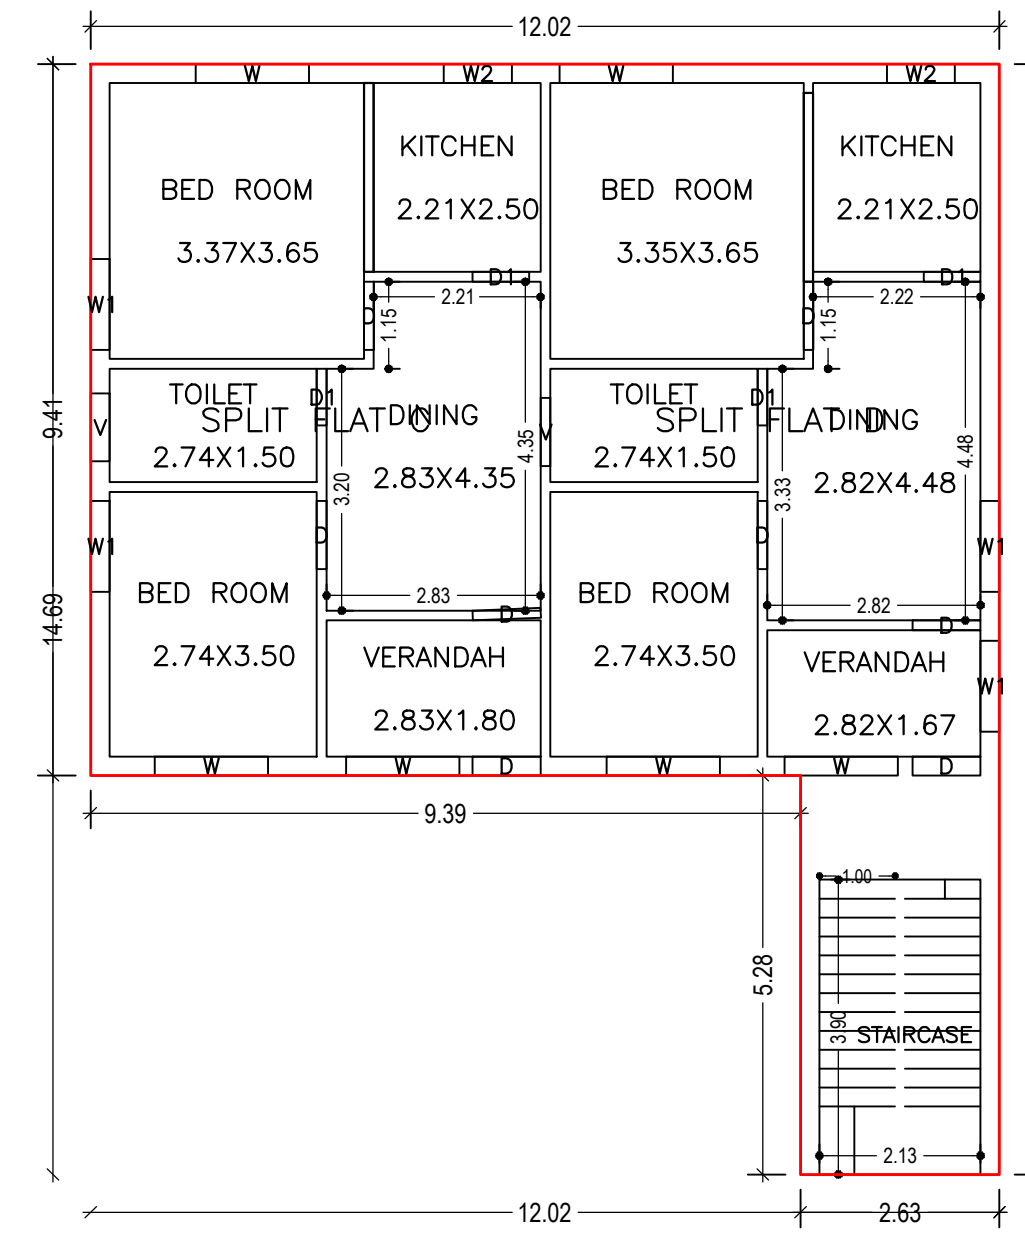 12.02
W
W2
W
W2
KITCHEN
KITCHEN
BED ROOM
BED ROOM
2.21X2.50
2.21X2.50
3.37X3.65
3.35X3.65
D1
D1
W1
2.21
2.22
D
1.15
D
1.15
TOILET
D1
DINING
TOILET
D1
DINING
SPLIT FLAT C
SPLIT FLAT D
9.41
V
V
4.35
4.48
2.74X1.50
2.83X4.35
2.74X1.50
2.82X4.48
3.20
3.33
W1
D
D
W1
BED ROOM
2.83
BED ROOM
2.82
14.69
D
D
2.74X3.50
VERANDAH
2.74X3.50
VERANDAH
W1
2.83X1.80
2.82X1.67
W
W
D
W
W
D
9.39
1.00
5.28
3.90
STAIRCASE
2.13
12.02
2.63